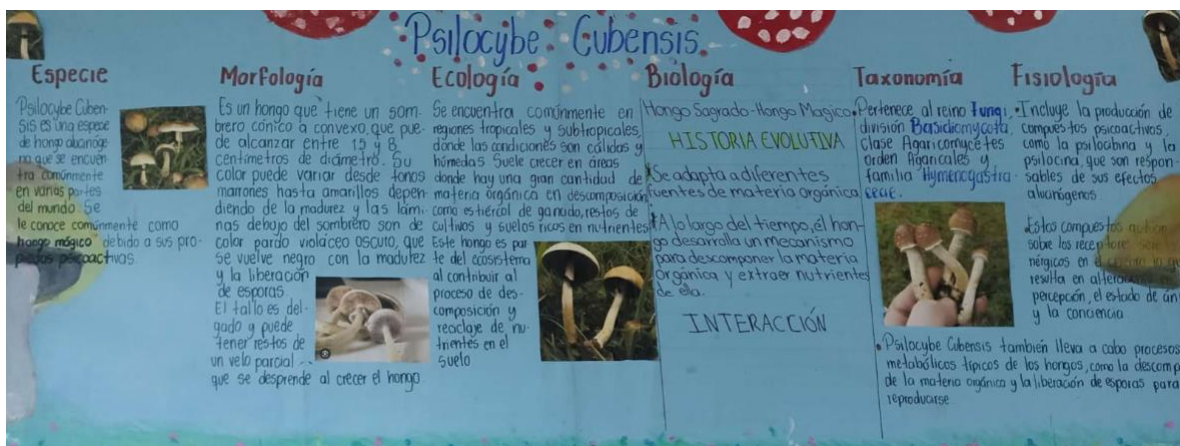 Psilocybe Cubensis
Especie
Psilocybe Cuben-
sis es una especie
de hongo alucinóge
no que se encuen
tra comúnmente
en varias partes
del mundo. Se
le conoce comúnmente como
hongo mágico debido a sus pro-
psicoactivas.
Morfología
Es un hongo que tiene un som-
brero cónico a convexo, que pue-
de alcanzar entre 1.5 y 8
centímetros de diámetro. Su
color puede variar desde tonos
marrones hasta amarillos depen-
diendo de la madurez y las lámi-
nas debajo del sombrero son de
color pardo violaceo oscuro, que
se vuelve negro con la madurez
y la liberación
de esporas.
El tallo es del-
gado y puede
tener restos de
un velo parcial
que se desprende al crecer el hongo
Ecología
Se encuentra comúnmente en
regiones tropicales y subtropicales,
donde las condiciones son cálidas y
húmedas Suele crecer en áreas
donde hay una gran cantidad de
materia orgánica en descomposición
como estiércol de ganado, restos de
cultivos y suelos ricos en nutrientes
Este hongo es par
te del ecosistema
al contribuir al
proceso de des-
composición y
reciclaje de nu-
trientes en el
suelo
Biología
Hongo Sagrado - Hongo Magico
HISTORIA EVOLUTIVA
*Se adapta a diferentes
fuentes de materia orgánica
*A lo largo del tiempo, él hon-
go desarrolla un mecanismo
para descomponer la materia
orgánica y extraer nutrientes
de ella.
INTERACCIÓN
Taxonomía
•Pertenece al reino Fungi,
división Basidiomycota,
clase Agaricomycetes
orden Agaricales y
familia Hymenogastra-
ceae.
Fisiología
•Incluye la producción de
compuestos psicoactivos,
como la psilocibina y la
psilocina, que son respon-
sables de sus efectos
alucinógenos.
•Estos compuestos
sobre los receptores
nérgicos en el
resulta en
percepción, el estado de
y la conciencia
•Psilocybe Cubensis también lleva a cabo procesos
metabólicos típicos de los hongos, como la descomp
de la materia orgánica y la liberación de esporas para
reproducirse